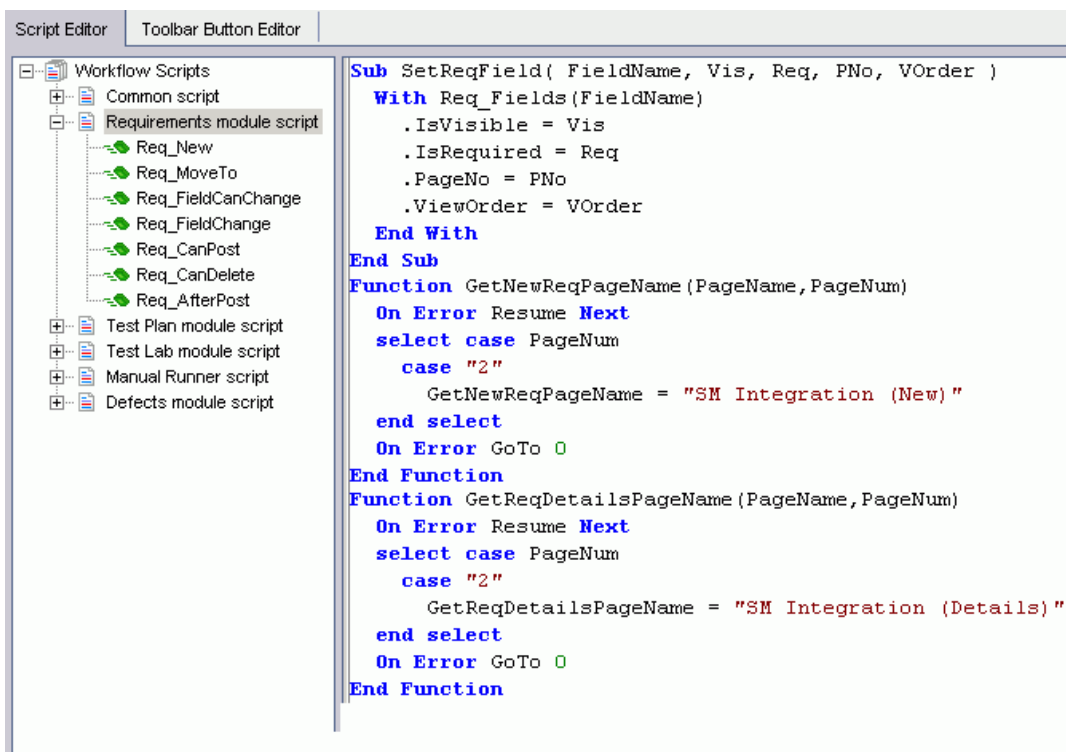 Script Editor
Toolbar Button Editor
Workflow Scripts
Common script
Requirements module script
Req_New
Req_MoveTo
Req_FieldCanChange
Req_FieldChange
Req_CanPost
Req_CanDelete
Req_AfterPost
Test Plan module script
Test Lab module script
Manual Runner script
Defects module script
Sub SetReqField( FieldName, Vis, Req, PNo, VOrder )
With Req_Fields(FieldName)
.IsVisible = Vis
.IsRequired = Req
.PageNo = PNo
.ViewOrder = VOrder
End With
End Sub
Function GetNewReqPageName(PageName,PageNum)
On Error Resume Next
select case PageNum
case "2"
GetNewReqPageName = "SM Integration (New)"
end select
On Error GoTo 0
End Function
Function GetReqDetailsPageName(PageName,PageNum)
On Error Resume Next
select case PageNum
case "2"
GetReqDetailsPageName = "SM Integration (Details)"
end select
On Error GoTo 0
End Function